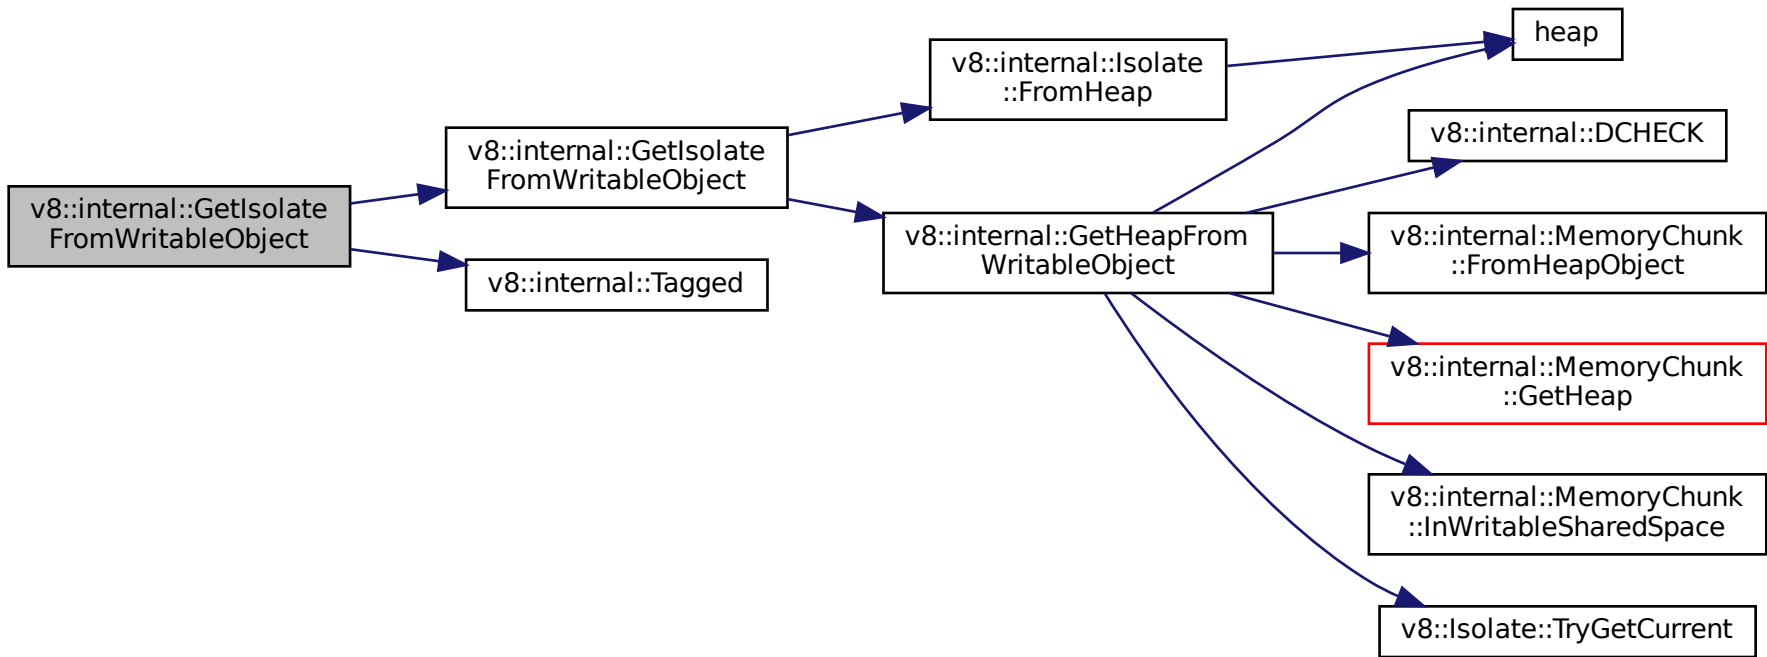 v8::internal::GetIsolate
FromWritableObject
v8::internal::GetIsolate
FromWritableObject
v8::internal::Tagged
v8::internal::Isolate
::FromHeap
v8::internal::GetHeapFrom
WritableObject
heap
v8::internal::DCHECK
v8::internal::MemoryChunk
::FromHeapObject
v8::internal::MemoryChunk
::GetHeap
v8::internal::MemoryChunk
::InWritableSharedSpace
v8::Isolate::TryGetCurrent